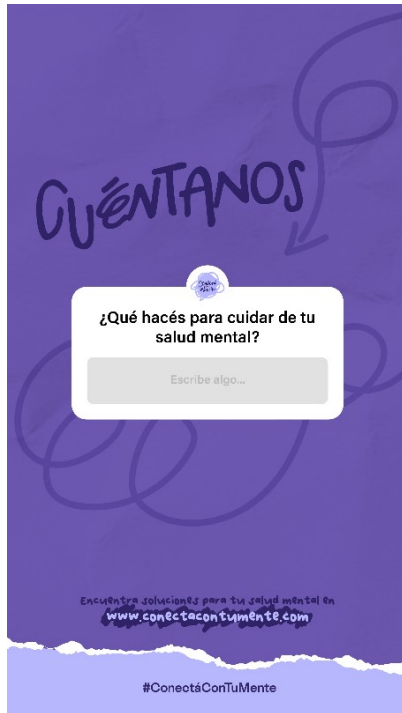 CUÉNTANOS
¿Qué hacés para cuidar de tu
salud mental?
Escribe algo...
Encuentra soluciones para tu salud mental en
www.conectacontumente.com
#ConectáConTuMente